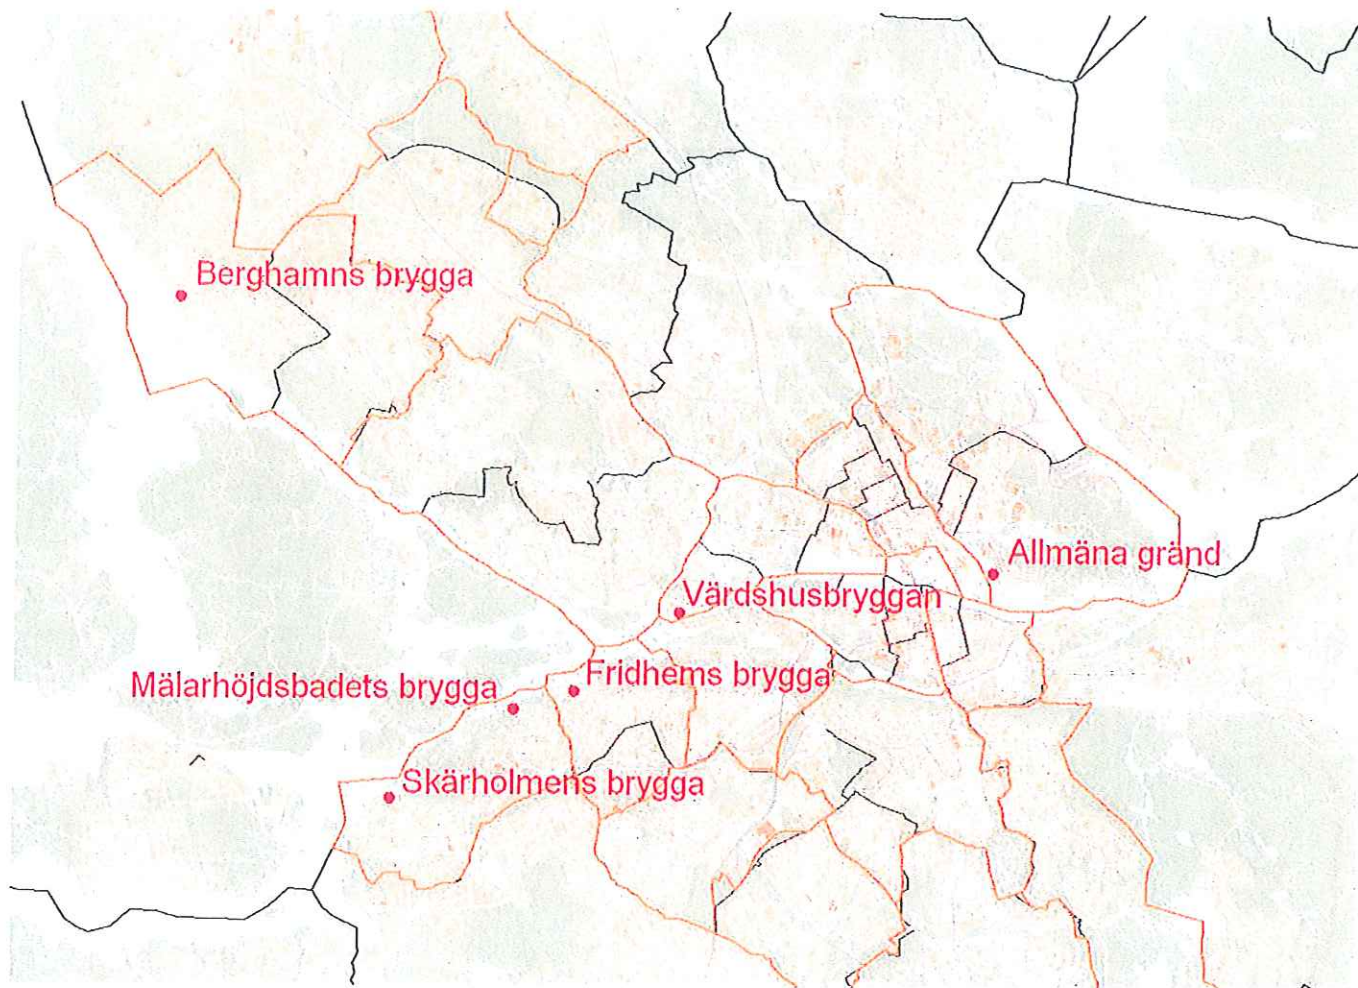 Berghamns brygga
Allmäna gränd
Värdshusbryggan
Fridhems brygga
Mälarhöjdsbadets brygga
Skärholmens brygga